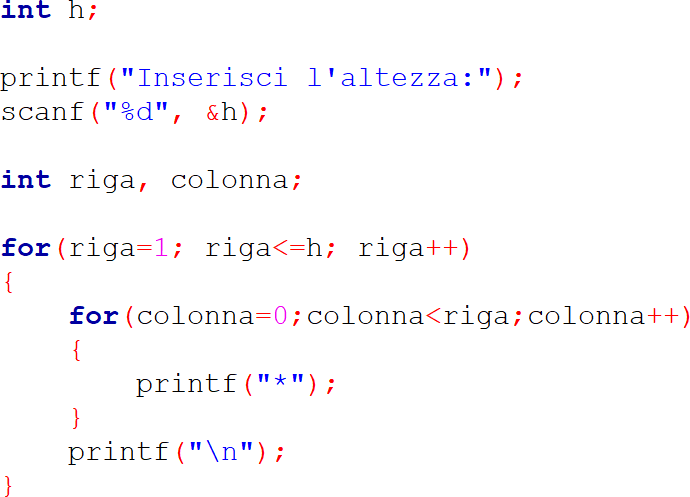 int h;
printf("Inserisci l'altezza:");
scanf("%d", &h);
int riga, colonna;
for(riga=1; riga<=h; riga++)
{
for(colonna=0;colonna<riga;colonna++)
{
printf("*");
}
printf("\n");
}